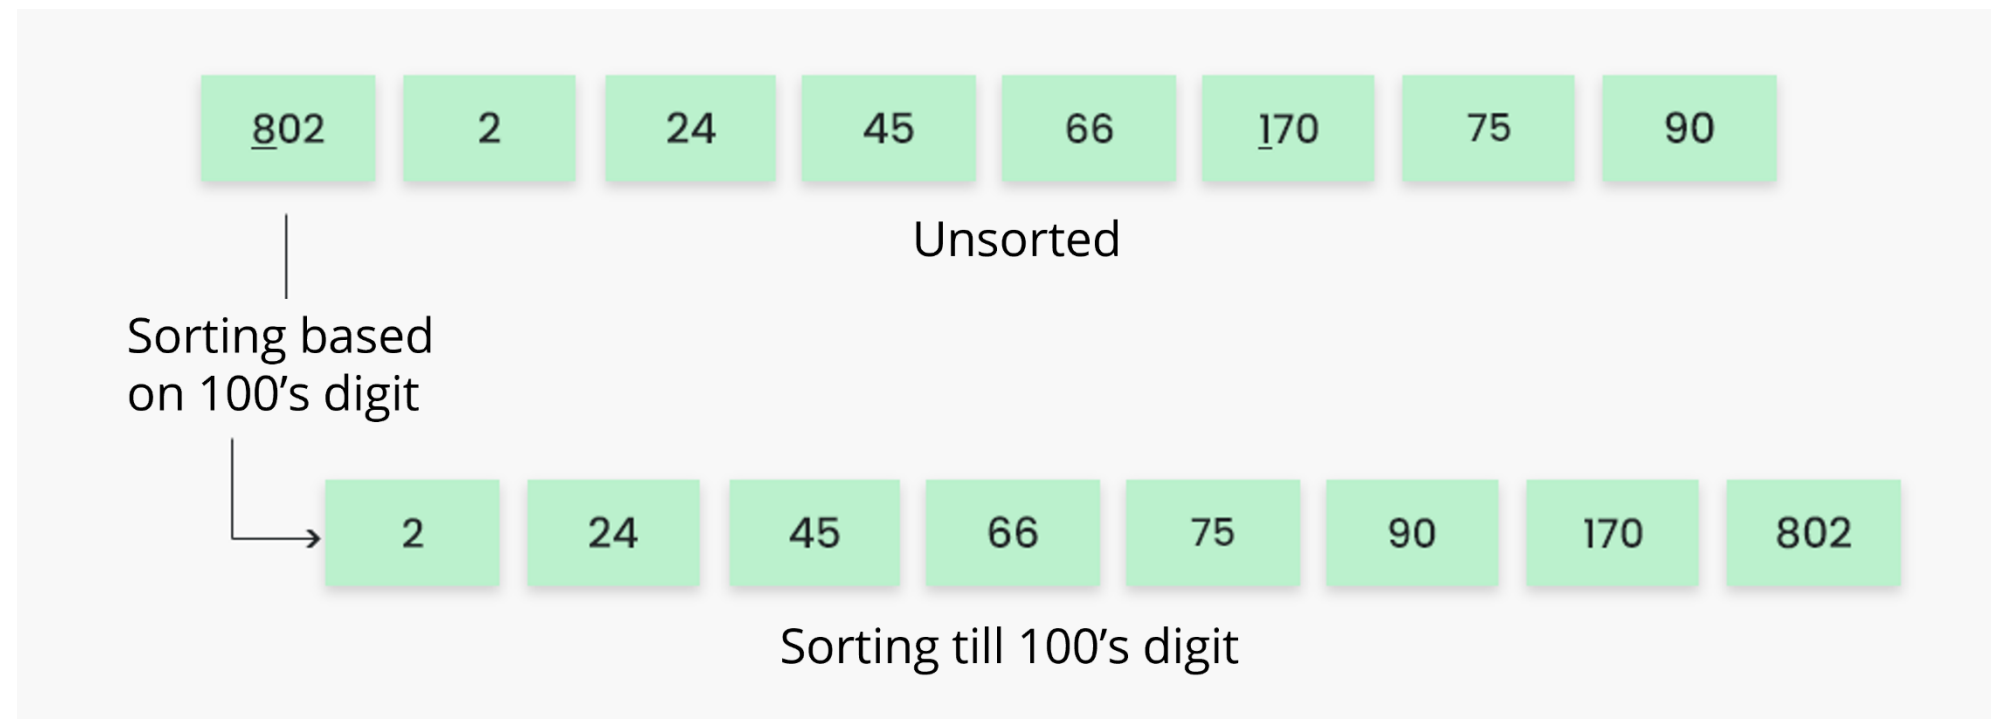 802 2 24 45 66 170 75 90
Unsorted
Sorting based
on 100’s digit
2 24 45 66 75 90 170 802
Sorting till 100’s digit